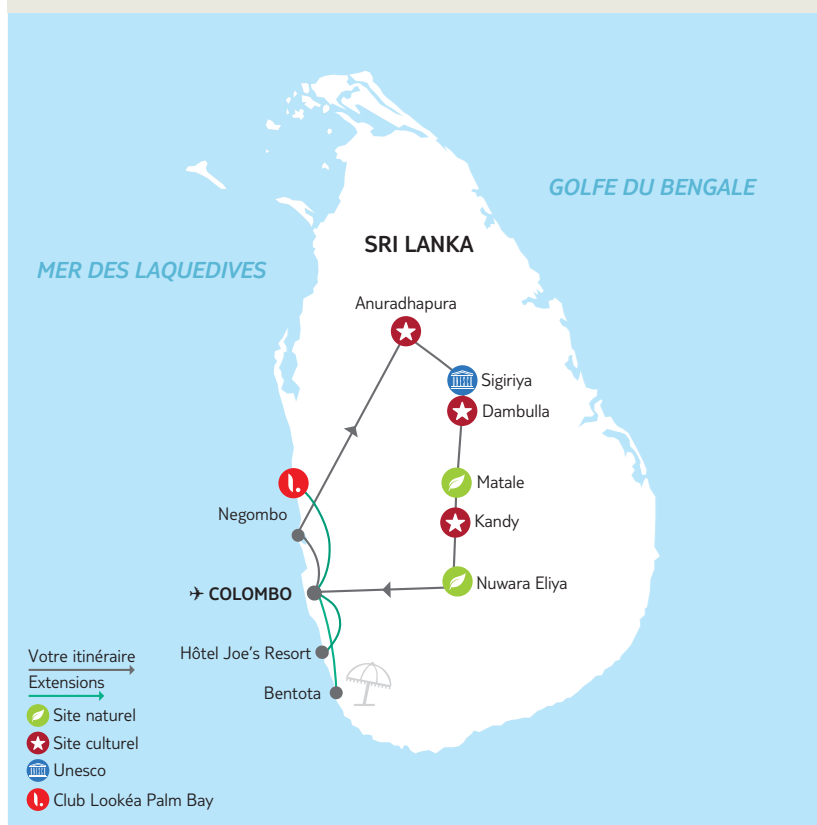 GOLFE DU BENGALE
SRI LANKA
MER DES LAQUEDIVES
Anuradhapura
Sigiriya
Dambulla
Matale
Negombo
Kandy
Nuwara Eliya
COLOMBO
Hôtel Joe's Resort
Bentota
Votre itinéraire
Extensions
Site naturel
Site culturel
Unesco
Club Lookéa Palm Bay